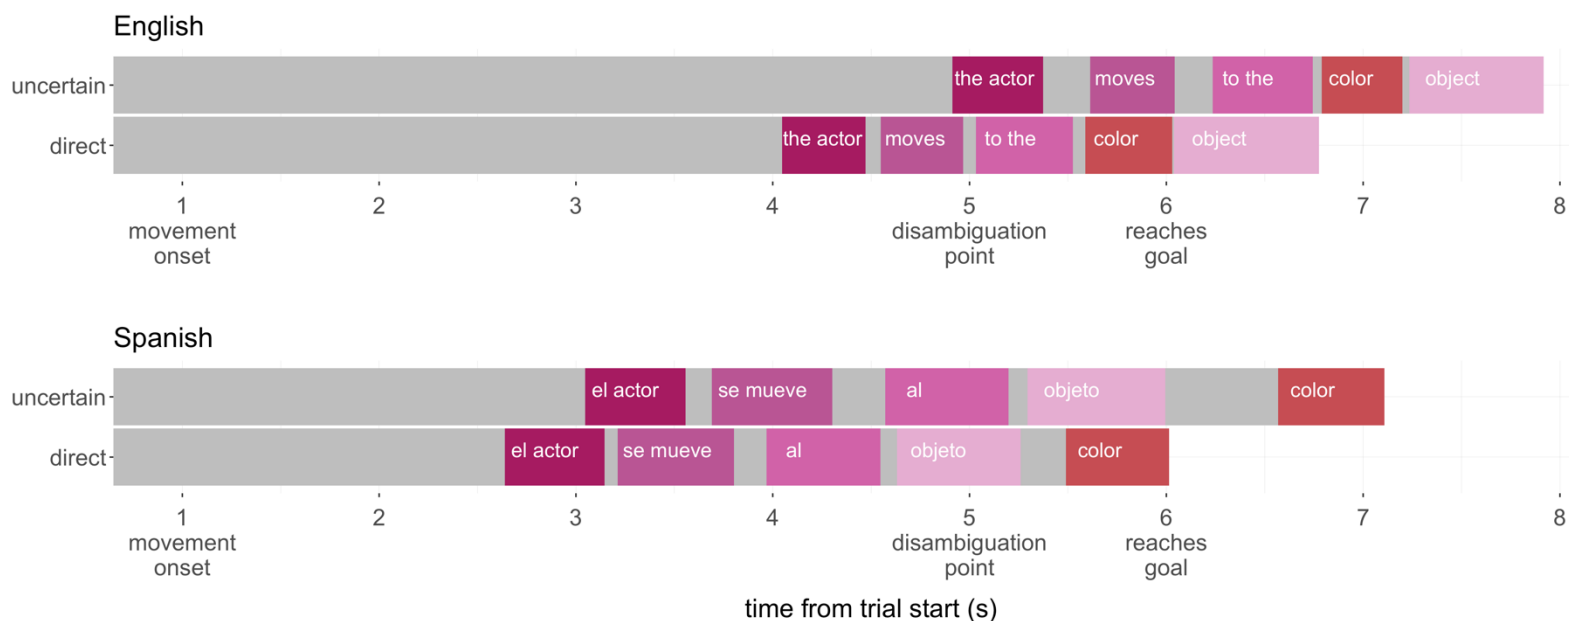 English
uncertain
the actor moves to the color object
direct
the actor moves to the color object
1 2 3 4 5 6 7 8
movement onset disambiguation point reaches goal
Spanish
uncertain
el actor se mueve al objeto color
direct
el actor se mueve al objeto color
1 2 3 4 5 6 7 8
movement onset disambiguation point reaches goal
time from trial start (s)